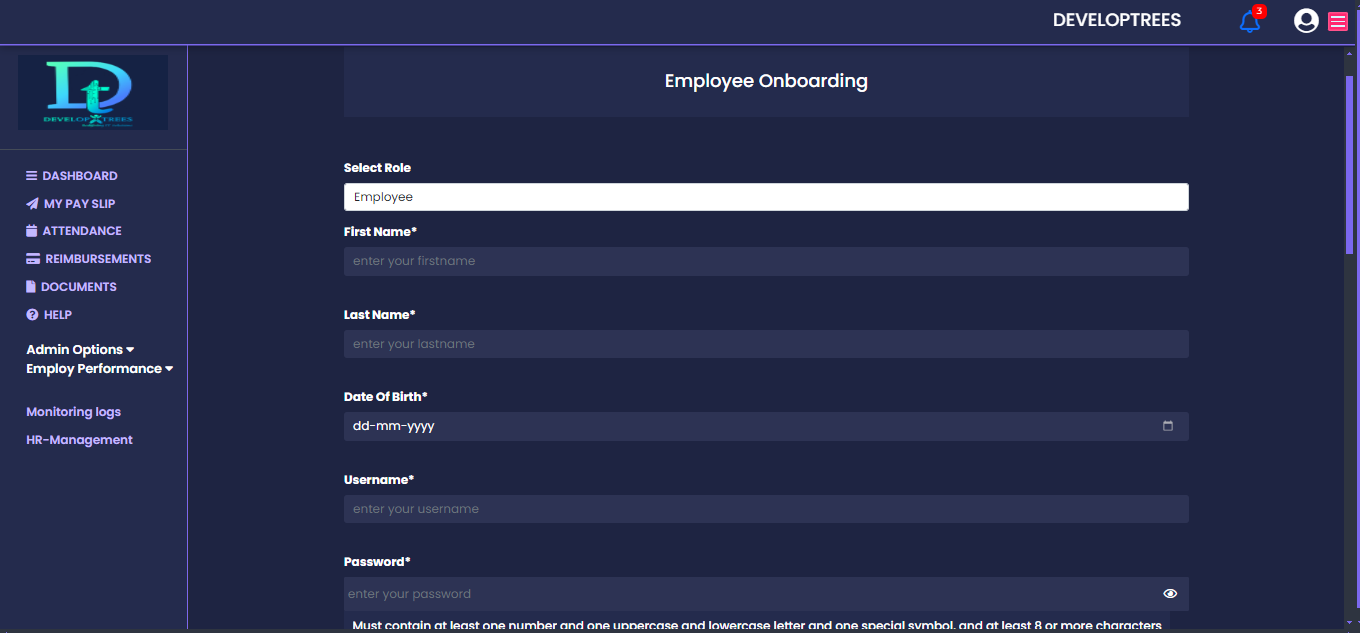 DEVELOPTREES
3
Dt
DEVELOPTREES
DASHBOARD
MY PAY SLIP
ATTENDANCE
REIMBURSEMENTS
DOCUMENTS
HELP
Admin Options
Employ Performance
Monitoring logs
HR-Management
Employee Onboarding
Select Role
Employee
First Name*
enter your firstname
Last Name*
enter your lastname
Date Of Birth*
dd-mm-yyyy
Username*
enter your username
Password*
enter your password
Must contain at least one number and one uppercase and lowercase letter and one special symbol, and at least 8 or more characters